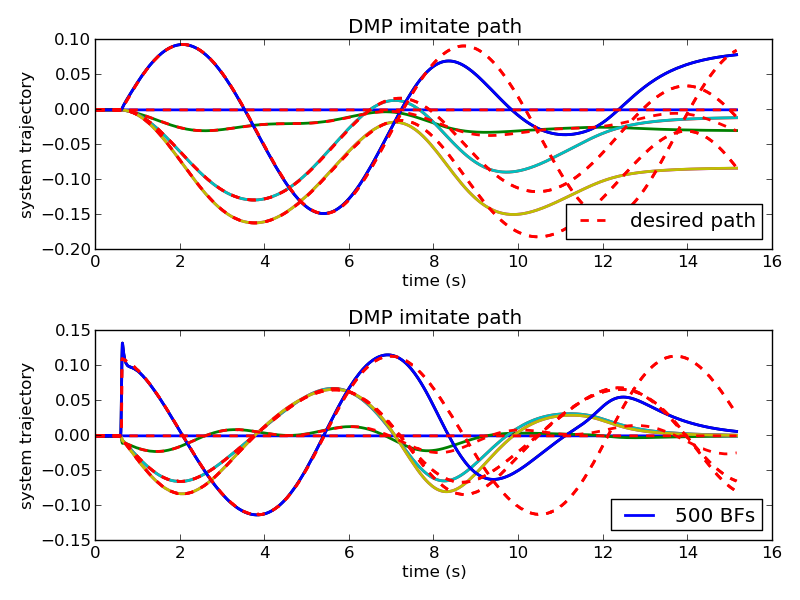 DMP imitate path
0.10
0.05
0.00
−0.05
−0.10
−0.15
−0.20
system trajectory
desired path
0 2 4 6 8 10 12 14 16
time (s)
DMP imitate path
0.15
0.10
0.05
0.00
−0.05
−0.10
−0.15
system trajectory
500 BFs
0 2 4 6 8 10 12 14 16
time (s)